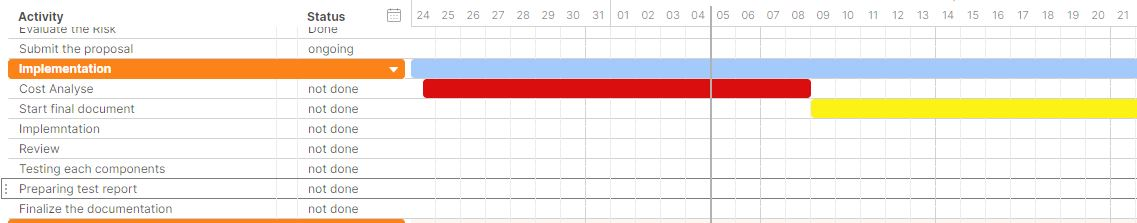 Activity Status 24 25 26 27 28 29 30 31 01 02 03 04 05 06 07 08 09 10 11 12 13 14 15 16 17 18 19 20 21
Evaluate the Risk Done
Submit the proposal ongoing
Implementation
Cost Analyse not done
Start final document not done
Implemntation not done
Review not done
Testing each components not done
Preparing test report not done
Finalize the documentation not done